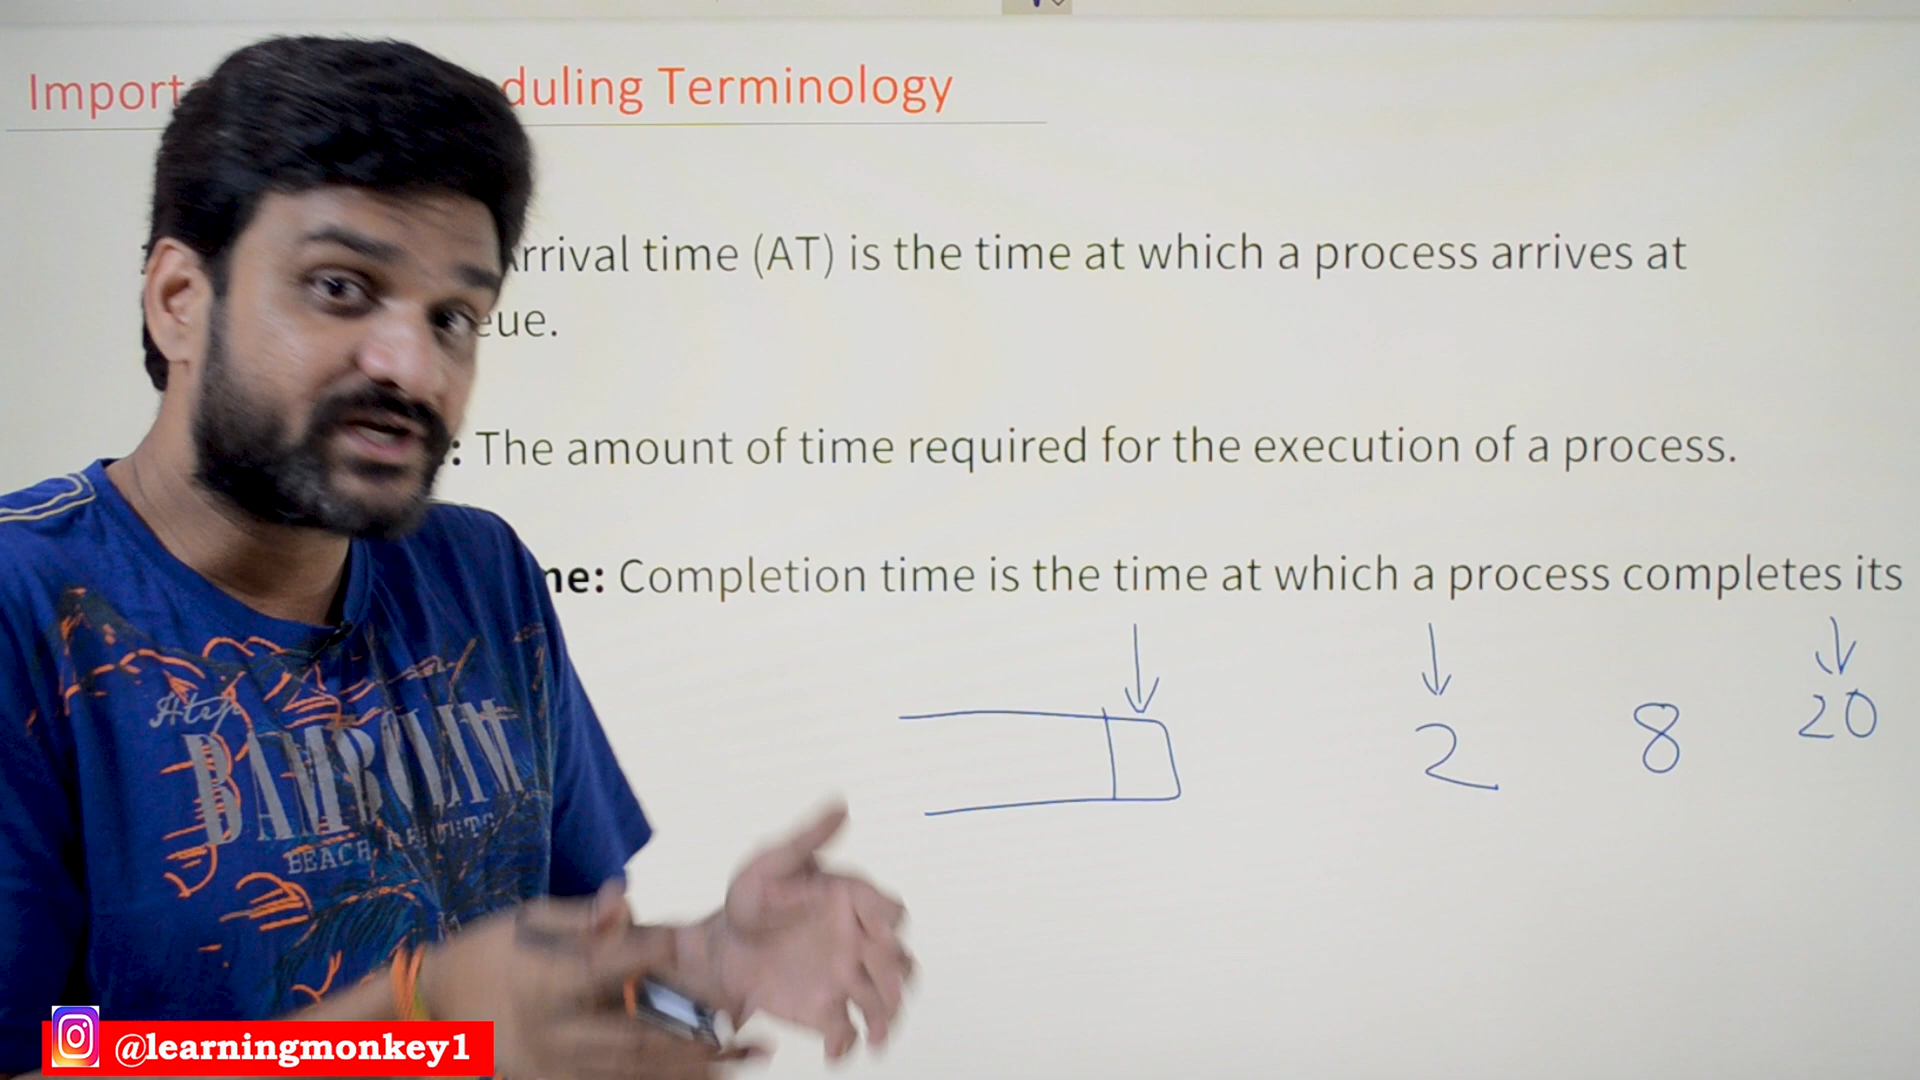 Import duling Terminology
rrival time (AT) is the time at which a process arrives at
eue.
: The amount of time required for the execution of a process.
ne: Completion time is the time at which a process completes its
2 8 20
BAMBOLIM
BEACH
@learningmonkey1